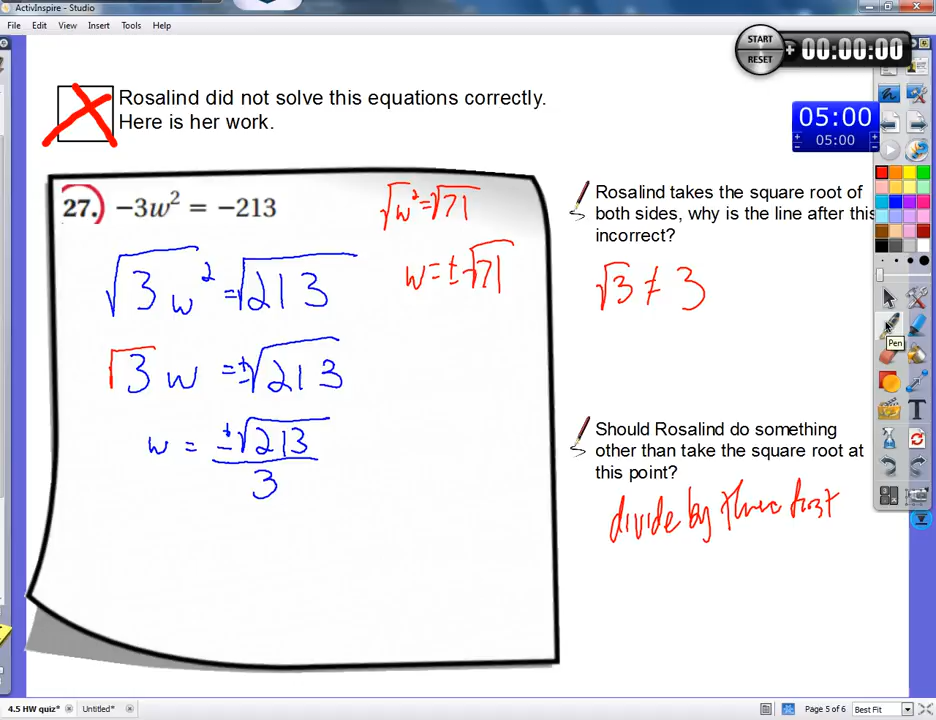 ActivInspire - Studio
File Edit View Insert Tools Help
START
RESET
00:00:00
05:00
05:00
Rosalind did not solve this equations correctly.
Here is her work.
27.) −3w² = −213
√w² = √71
w = ±√71
√3w² = √213
√3 w = ±√213
w = ±√213
3
Rosalind takes the square root of
both sides, why is the line after this
incorrect?
√3 ≠ 3
Pen
Should Rosalind do something
other than take the square root at
this point?
divide by three first
4.5 HW quiz* Untitled* Page 5 of 6 Best Fit